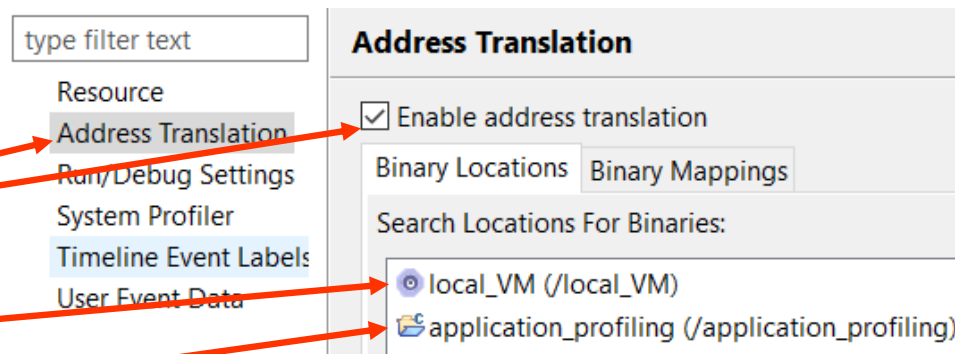 type filter text
Resource
Address Translation
Run/Debug Settings
System Profiler
Timeline Event Labels
User Event Data
Address Translation
Enable address translation
Binary Locations
Binary Mappings
Search Locations For Binaries:
local_VM (/local_VM)
application_profiling (/application_profiling)